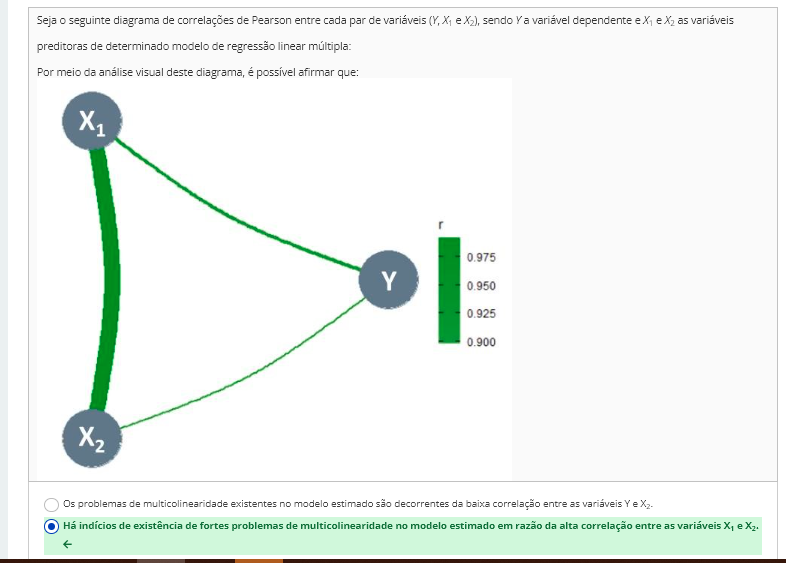 Seja o seguinte diagrama de correlações de Pearson entre cada par de variáveis (Y, X₁ e X₂), sendo Y a variável dependente e X₁ e X₂ as variáveis
preditoras de determinado modelo de regressão linear múltipla:
Por meio da análise visual deste diagrama, é possível afirmar que:
X₁
r
0.975
Y
0.950
0.925
0.900
X₂
Os problemas de multicolinearidade existentes no modelo estimado são decorrentes da baixa correlação entre as variáveis Y e X₂.
Há indícios de existência de fortes problemas de multicolinearidade no modelo estimado em razão da alta correlação entre as variáveis X₁ e X₂.
←